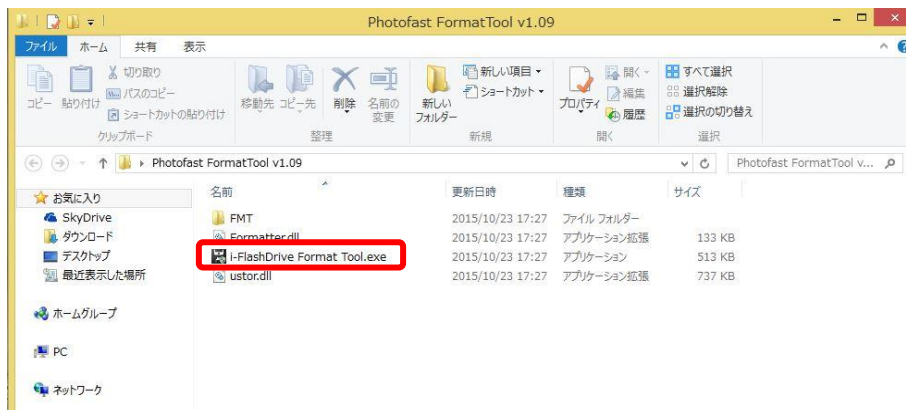 Photofast FormatTool v1.09
ファイル ホーム 共有 表示
コピー 貼り付け 切り取り パスのコピー ショートカットの貼り付け
クリップボード
移動先 コピー先 削除 名前の変更
整理
新しいフォルダー 新しい項目 ショートカット
新規
プロパティ 開く 編集 履歴
開く
すべて選択 選択解除 選択の切り替え
選択
Photofast FormatTool v1.09
Photofast FormatTool v...
お気に入り
SkyDrive
ダウンロード
デスクトップ
最近表示した場所
ホームグループ
PC
ネットワーク
名前 更新日時 種類 サイズ
FMT 2015/10/23 17:27 ファイル フォルダー
Formatter.dll 2015/10/23 17:27 アプリケーション拡張 133 KB
i-FlashDrive Format Tool.exe 2015/10/23 17:27 アプリケーション 513 KB
ustor.dll 2015/10/23 17:27 アプリケーション拡張 737 KB